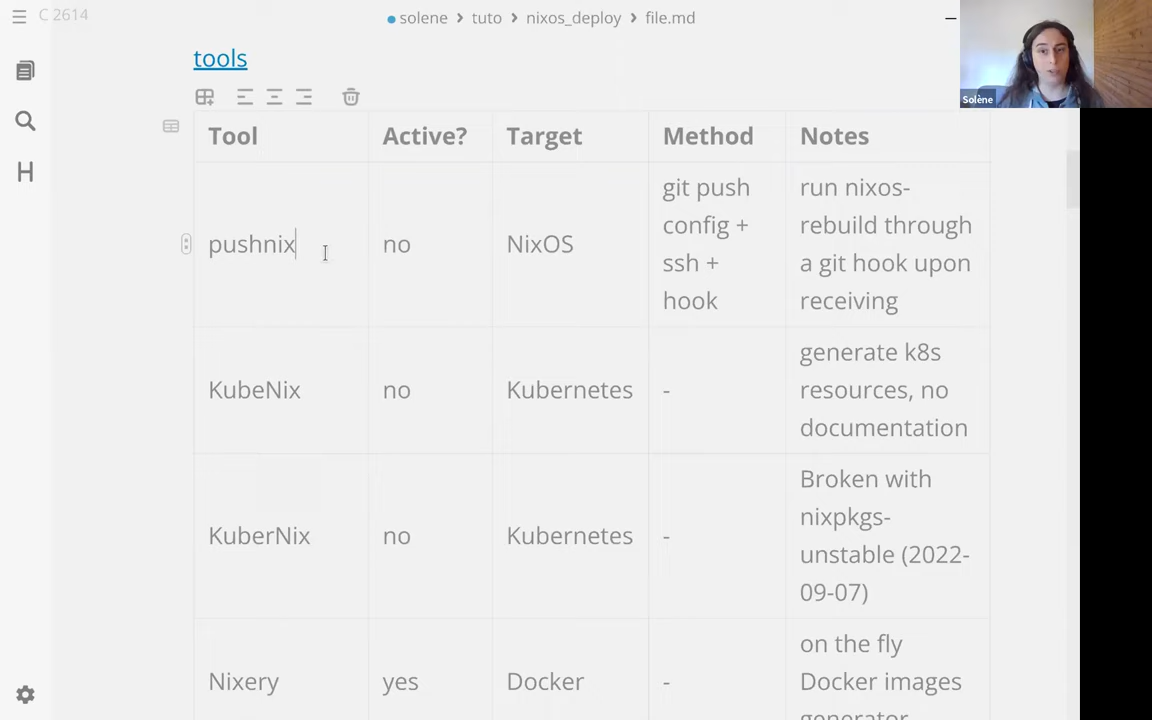 C 2614
solene > tuto > nixos_deploy > file.md
Solène
tools
Tool Active? Target Method Notes
pushnix no NixOS git push config + ssh + hook run nixos-rebuild through a git hook upon receiving
KubeNix no Kubernetes - generate k8s resources, no documentation
KuberNix no Kubernetes - Broken with nixpkgs-unstable (2022-09-07)
Nixery yes Docker - on the fly Docker images generator
H